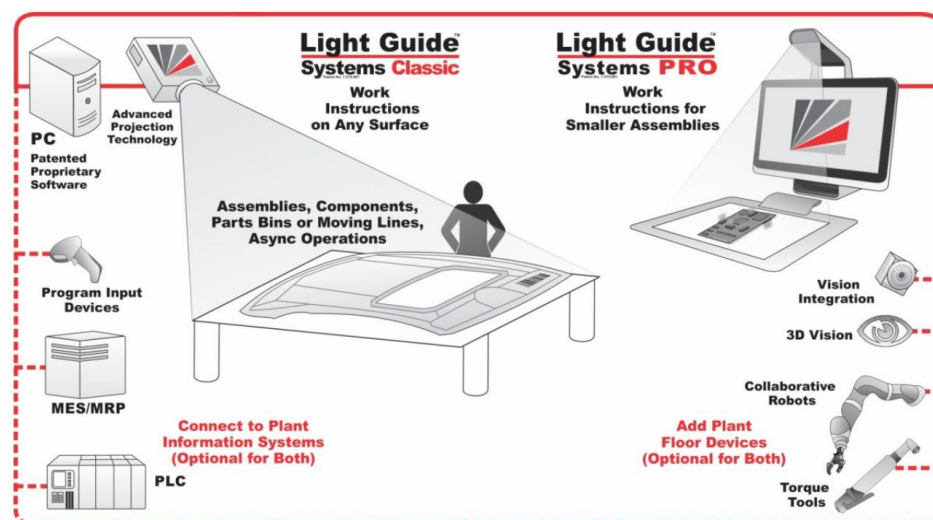 Light Guide™
Systems Classic
Work
Instructions
on Any Surface
Light Guide™
Systems PRO
Work
Instructions for
Smaller Assemblies
PC
Patented
Proprietary
Software
Advanced
Projection
Technology
Assemblies, Components,
Parts Bins or Moving Lines,
Async Operations
Program Input
Devices
MES/MRP
PLC
Connect to Plant
Information Systems
(Optional for Both)
Vision
Integration
3D Vision
Collaborative
Robots
Add Plant
Floor Devices
(Optional for Both)
Torque
Tools